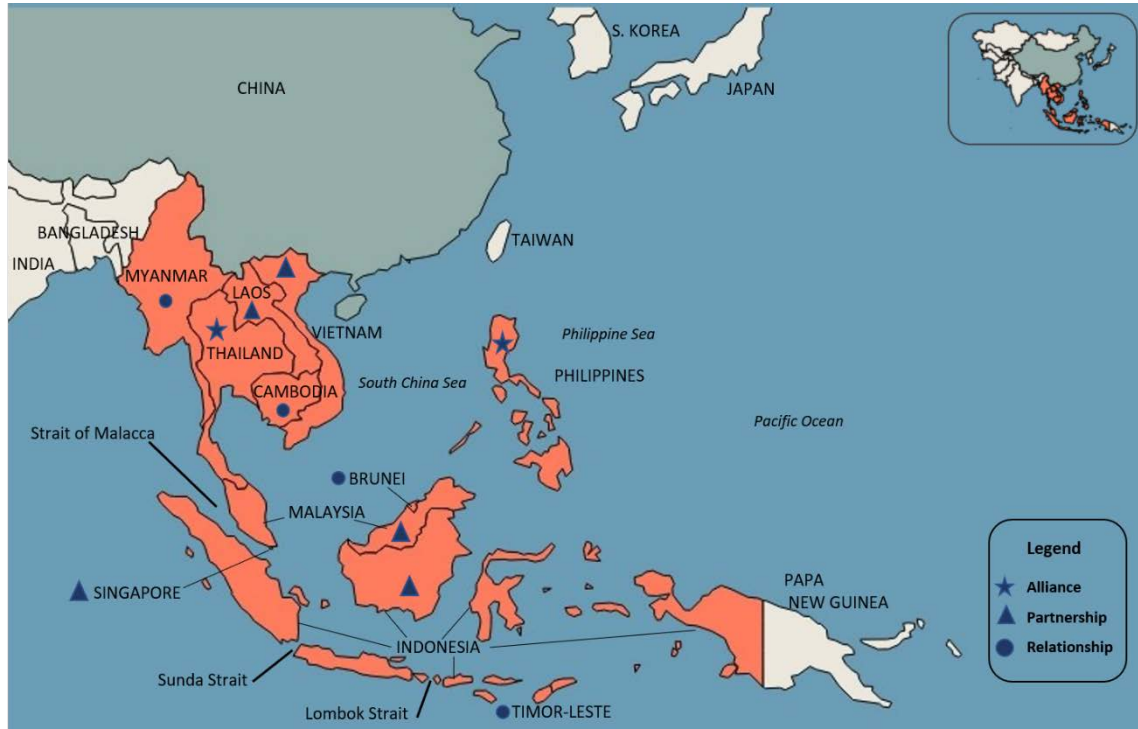 S. KOREA
CHINA
JAPAN
TAIWAN
BANGLADESH
INDIA
MYANMAR
LAOS
VIETNAM
THAILAND
Philippine Sea
PHILIPPINES
CAMBODIA
South China Sea
Pacific Ocean
Strait of Malacca
BRUNEI
MALAYSIA
SINGAPORE
PAPA
NEW GUINEA
INDONESIA
Sunda Strait
Lombok Strait
TIMOR-LESTE
Legend
Alliance
Partnership
Relationship